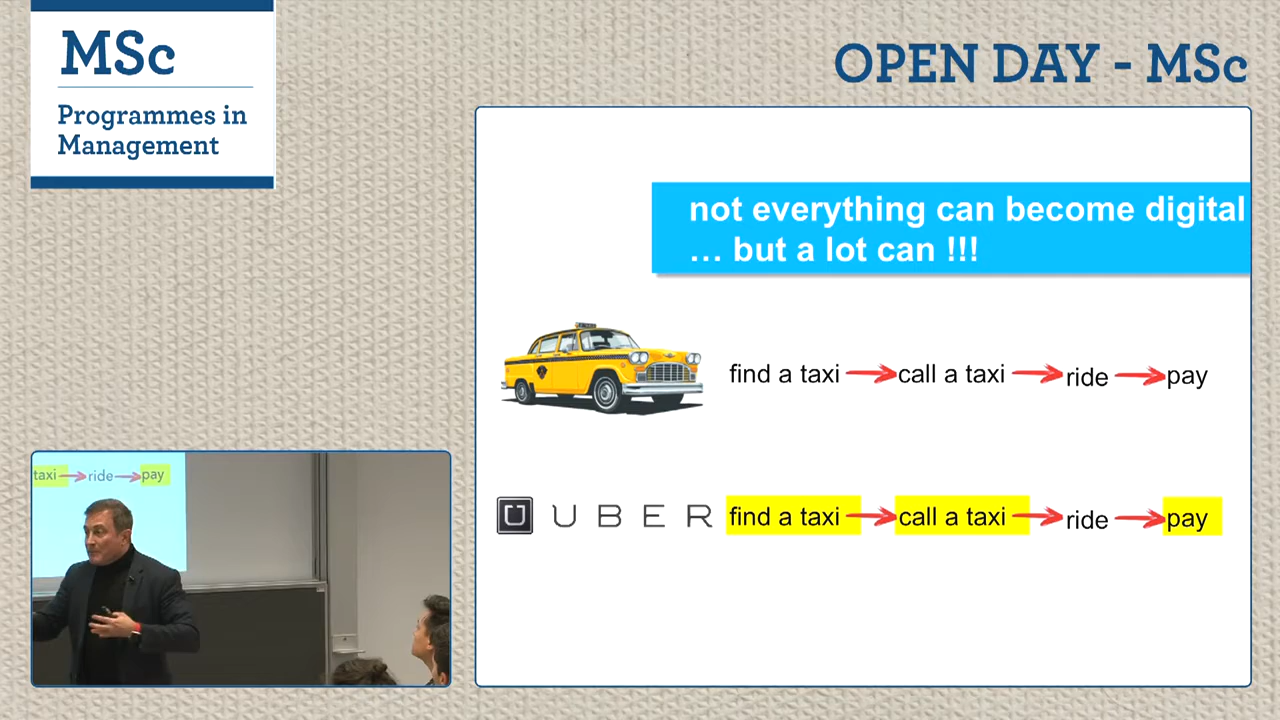 MSc
Programmes in
Management
OPEN DAY - MSc
not everything can become digital
... but a lot can !!!
find a taxi call a taxi ride pay
U B E R find a taxi call a taxi ride pay
taxi ride pay